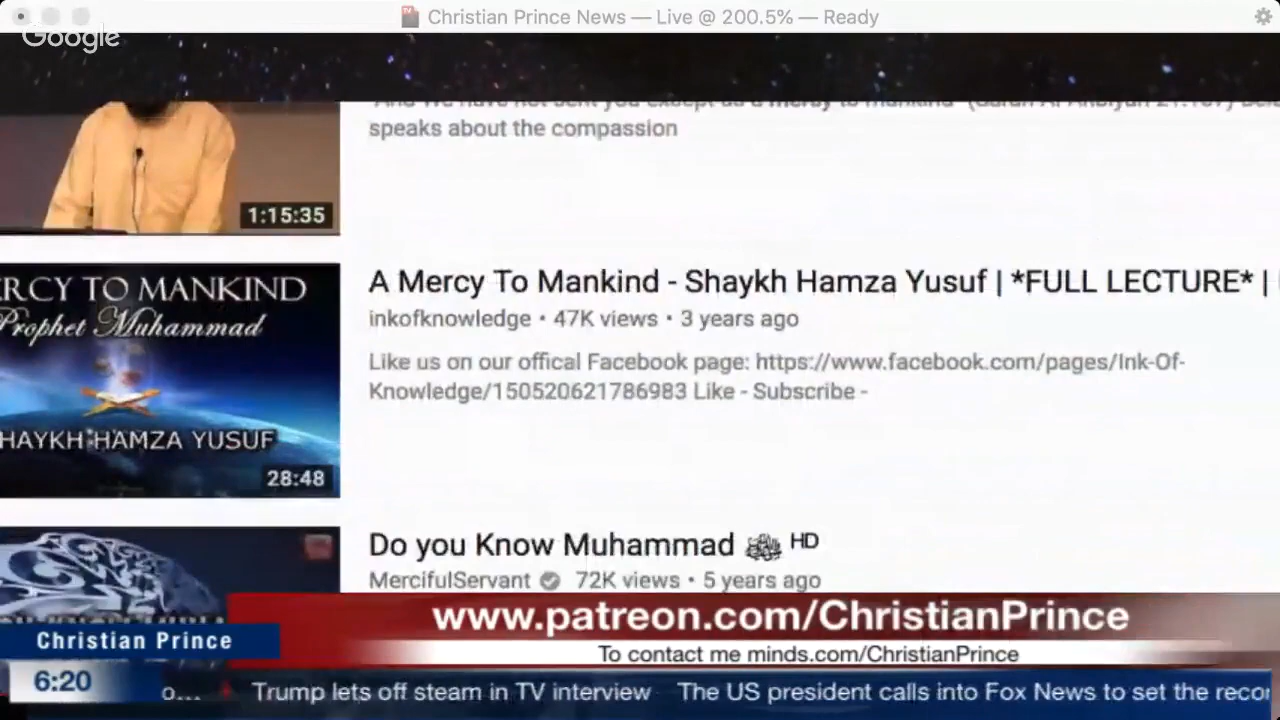 Christian Prince News — Live @ 200.5% — Ready
Google
speaks about the compassion
1:15:35
A Mercy To Mankind - Shaykh Hamza Yusuf | *FULL LECTURE* |
inkofknowledge • 47K views • 3 years ago
Like us on our offical Facebook page: https://www.facebook.com/pages/Ink-Of-
Knowledge/150520621786983 Like - Subscribe -
ERCY TO MANKIND
Prophet Muhammad
HAYKH HAMZA YUSUF
28:48
Do you Know Muhammad ﷺ ᴴᴰ
MercifulServant 72K views • 5 years ago
www.patreon.com/ChristianPrince
Christian Prince
To contact me minds.com/ChristianPrince
6:20
o... Trump lets off steam in TV interview The US president calls into Fox News to set the recor